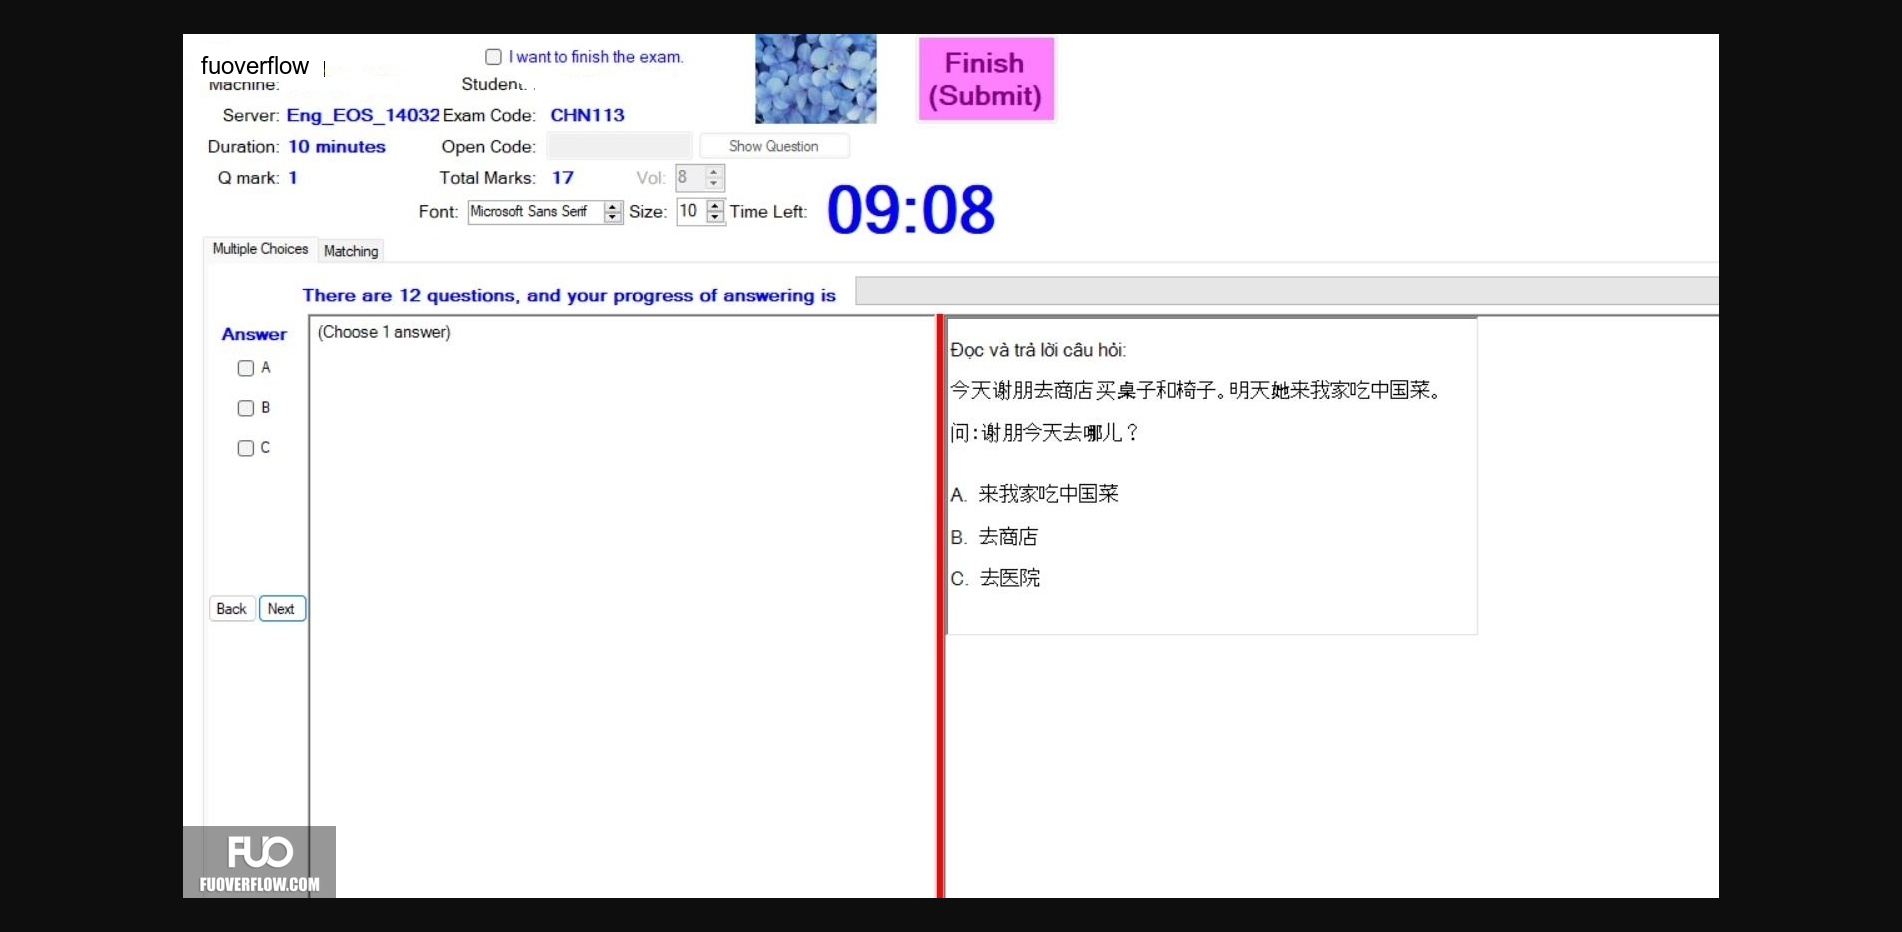 fuoverflow
I want to finish the exam.
Finish
(Submit)
Machine:
Student:
Server: Eng_EOS_14032 Exam Code: CHN113
Duration: 10 minutes Open Code: Show Question
Q mark: 1 Total Marks: 17 Vol: 8
Font: Microsoft Sans Serif Size: 10 Time Left: 09:08
Multiple Choices Matching
There are 12 questions, and your progress of answering is
Answer
A
B
C
Back Next
(Choose 1 answer)
Đọc và trả lời câu hỏi:
今天谢朋去商店买桌子和椅子。明天她来我家吃中国菜。
问:谢朋今天去哪儿?
A. 来我家吃中国菜
B. 去商店
C. 去医院
FUO
FUOVERFLOW.COM